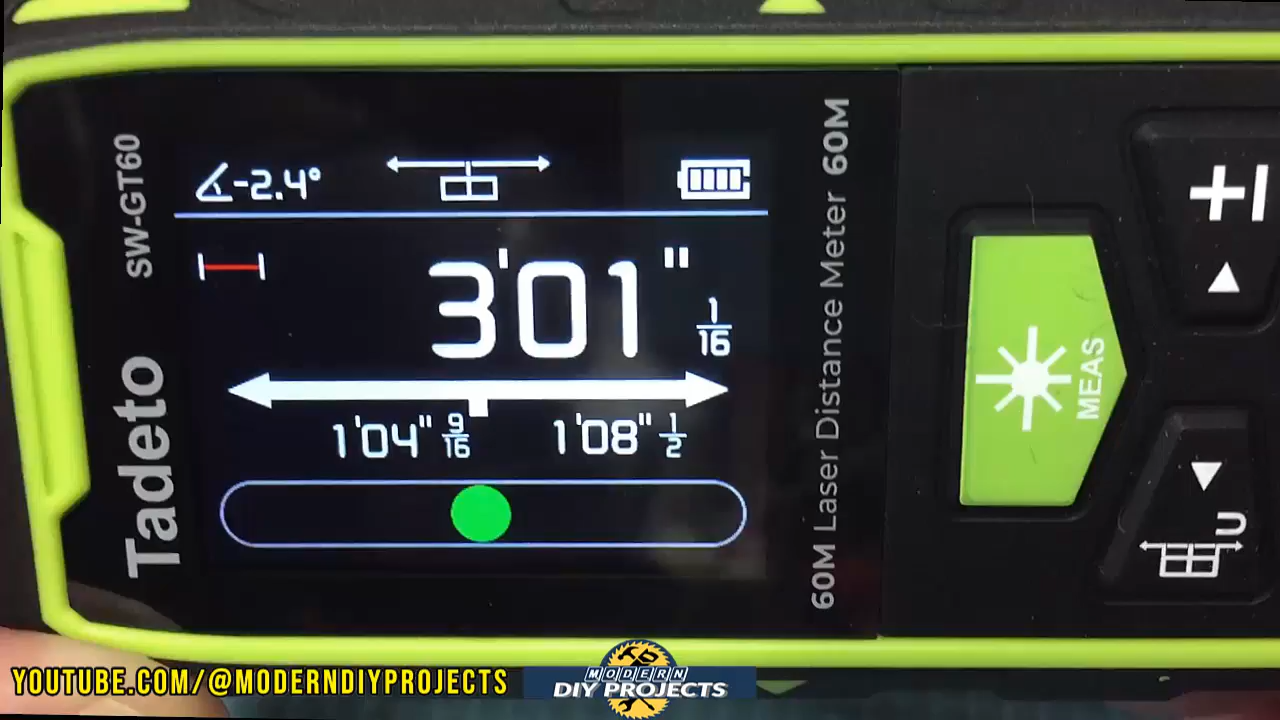 -2.4°
3'01" 1/16
1'04" 9/16 1'08" 1/2
Tadeto SW-GT60
60M Laser Distance Meter 60M
MEAS
U
YOUTUBE.COM/@MODERNDIYPROJECTS
MODERN
DIY PROJECTS